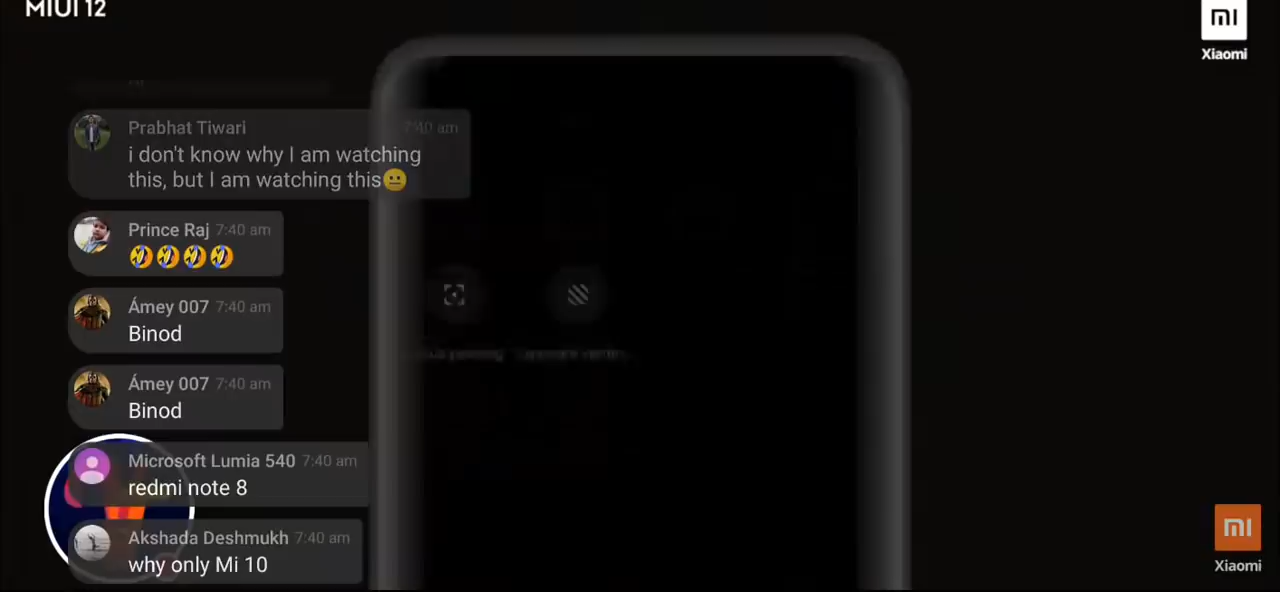 MIUI 12
mi
Xiaomi
Prabhat Tiwari 7:40 am
i don't know why I am watching
this, but I am watching this😐
Prince Raj 7:40 am
🤣🤣🤣🤣
Ámey 007 7:40 am
Binod
Ámey 007 7:40 am
Binod
Microsoft Lumia 540 7:40 am
redmi note 8
Akshada Deshmukh 7:40 am
why only Mi 10
mi
Xiaomi